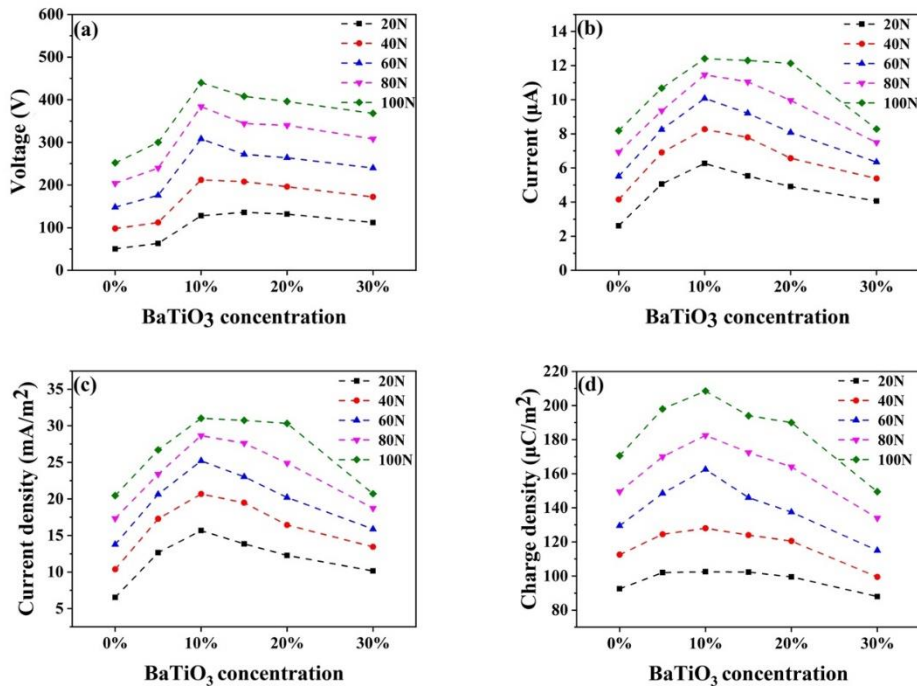 (a)
Voltage (V)
600
500
400
300
200
100
0
20N
40N
60N
80N
100N
0% 10% 20% 30%
BaTiO3 concentration
(b)
Current (μA)
14
12
10
8
6
4
2
0
20N
40N
60N
80N
100N
0% 10% 20% 30%
BaTiO3 concentration
(c)
Current density (mA/m²)
35
30
25
20
15
10
5
20N
40N
60N
80N
100N
0% 10% 20% 30%
BaTiO₃ concentration
(d)
Charge density (μC/m²)
220
200
180
160
140
120
100
80
20N
40N
60N
80N
100N
0% 10% 20% 30%
BaTiO₃ concentration